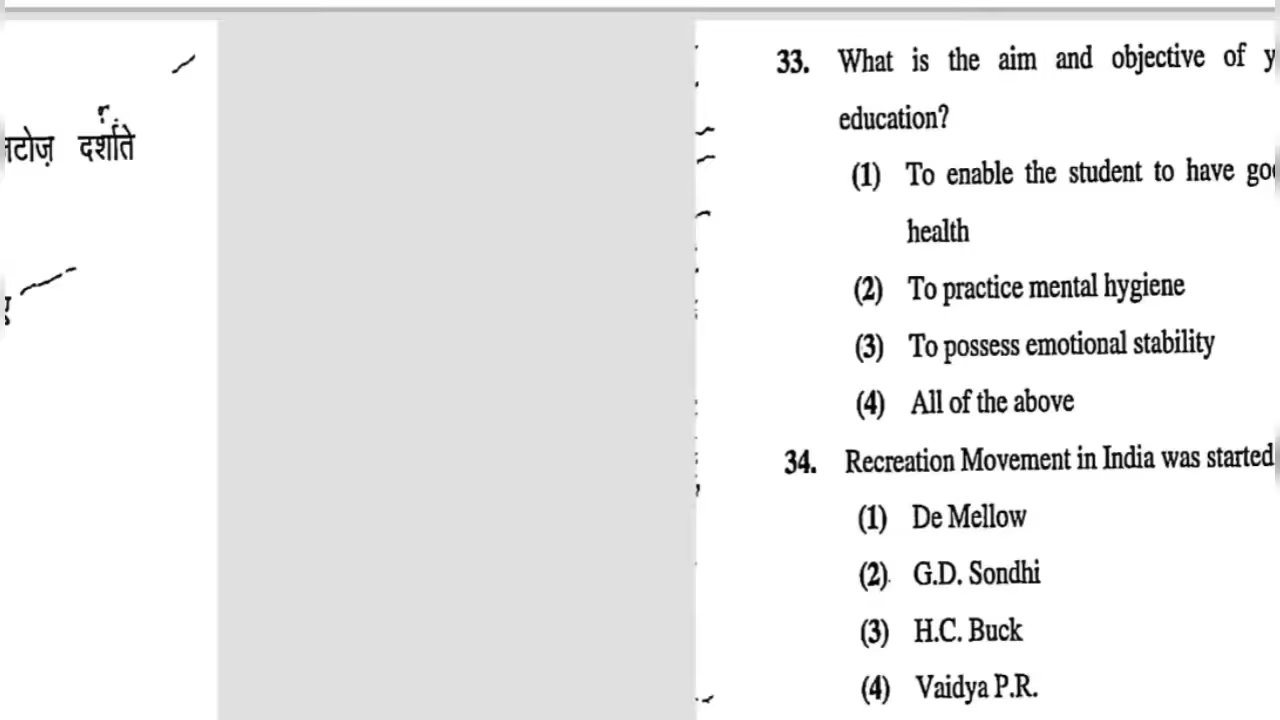 दर्शाते
33. What is the aim and objective of
education?
(1) To enable the student to have
health
(2) To practice mental hygiene
(3) To possess emotional stability
(4) All of the above
34. Recreation Movement in India was started
(1) De Mellow
(2) G.D. Sondhi
(3) H.C. Buck
(4) Vaidya P.R.